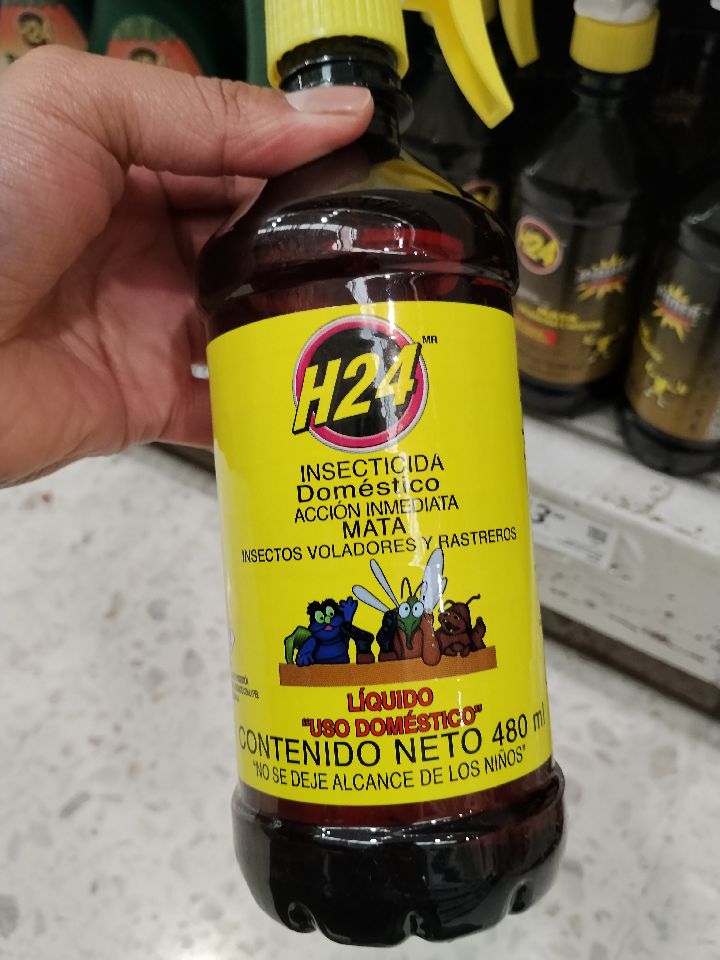 H24 MR
INSECTICIDA
Doméstico
ACCIÓN INMEDIATA
MATA
INSECTOS VOLADORES Y RASTREROS
LÍQUIDO
"USO DOMÉSTICO"
CONTENIDO NETO 480 ml
"NO SE DEJE ALCANCE DE LOS NIÑOS"
H24